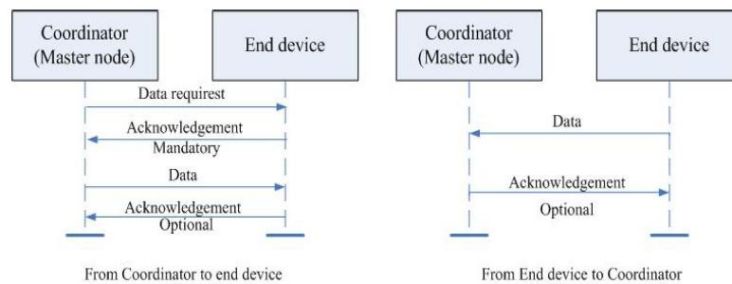 Coordinator
(Master node)
End device
Data requirest
Acknowledgement
Mandatory
Data
Acknowledgement
Optional
From Coordinator to end device
Coordinator
(Master node)
End device
Data
Acknowledgement
Optional
From End device to Coordinator